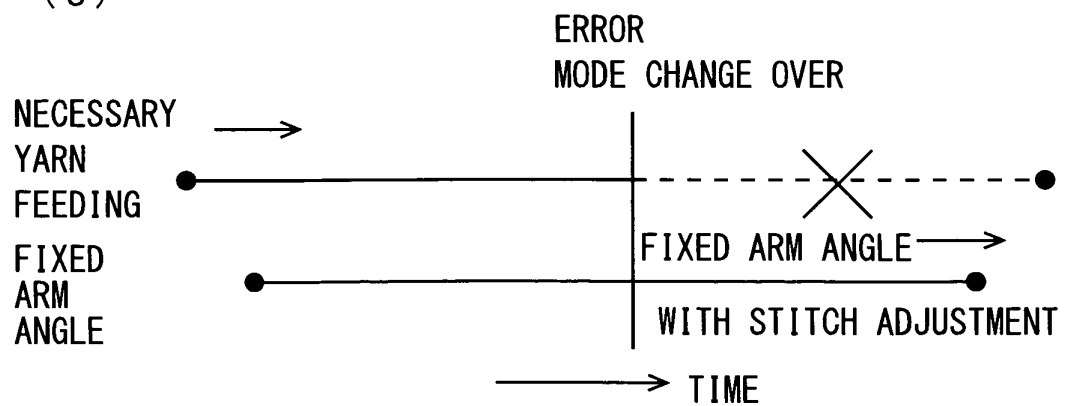 ERROR
MODE CHANGE OVER
NECESSARY
YARN
FEEDING
FIXED ARM ANGLE
FIXED
ARM
ANGLE
WITH STITCH ADJUSTMENT
TIME